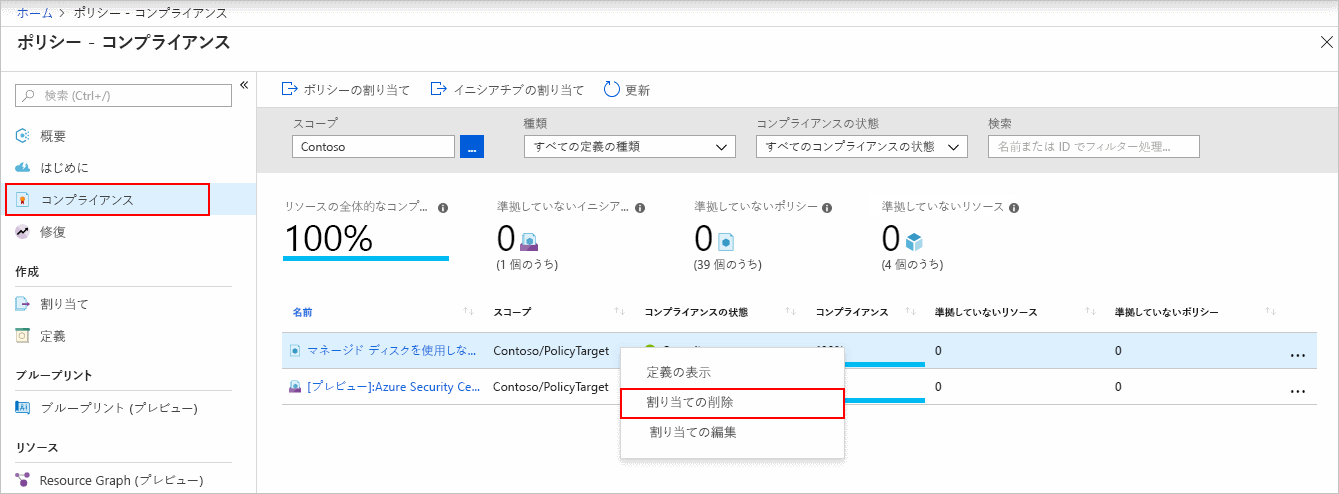 ホーム > ポリシー - コンプライアンス
ポリシー - コンプライアンス
検索 (Ctrl+/)
概要
はじめに
コンプライアンス
修復
作成
割り当て
定義
ブループリント
ブループリント (プレビュー)
リソース
Resource Graph (プレビュー)
ポリシーの割り当て イニシアチブの割り当て 更新
スコープ 種類 コンプライアンスの状態 検索
Contoso ... すべての定義の種類 すべてのコンプライアンスの状態 名前または ID でフィルター処理...
リソースの全体的なコンプ... 準拠していないイニシア... 準拠していないポリシー 準拠していないリソース
100% 0 0 0
(1 個のうち) (39 個のうち) (4 個のうち)
名前 スコープ コンプライアンスの状態 コンプライアンス 準拠していないリソース 準拠していないポリシー
マネージド ディスクを使用しな... Contoso/PolicyTarget 0 0 ...
[プレビュー]:Azure Security Ce... Contoso/PolicyTarget 0 0 ...
定義の表示
割り当ての削除
割り当ての編集